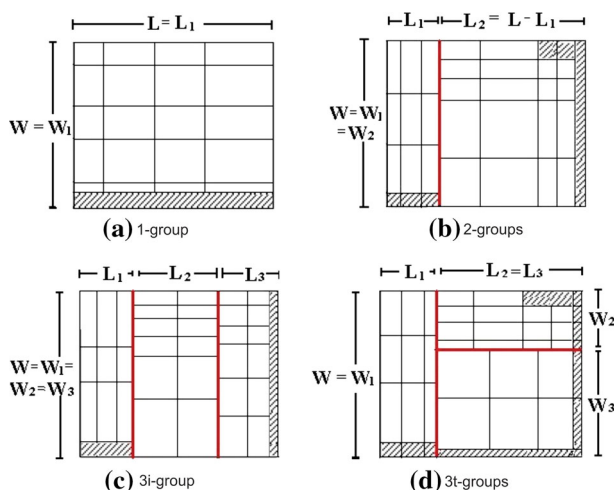 L = L₁
W = W₁
(a) 1-group
L₁ L₂ = L - L₁
W = W₁
= W₂
(b) 2-groups
L₁ L₂ L₃
W = W₁ =
W₂ = W₃
(c) 3i-group
L₁ L₂ = L₃
W = W₁
W₂
W₃
(d) 3t-groups